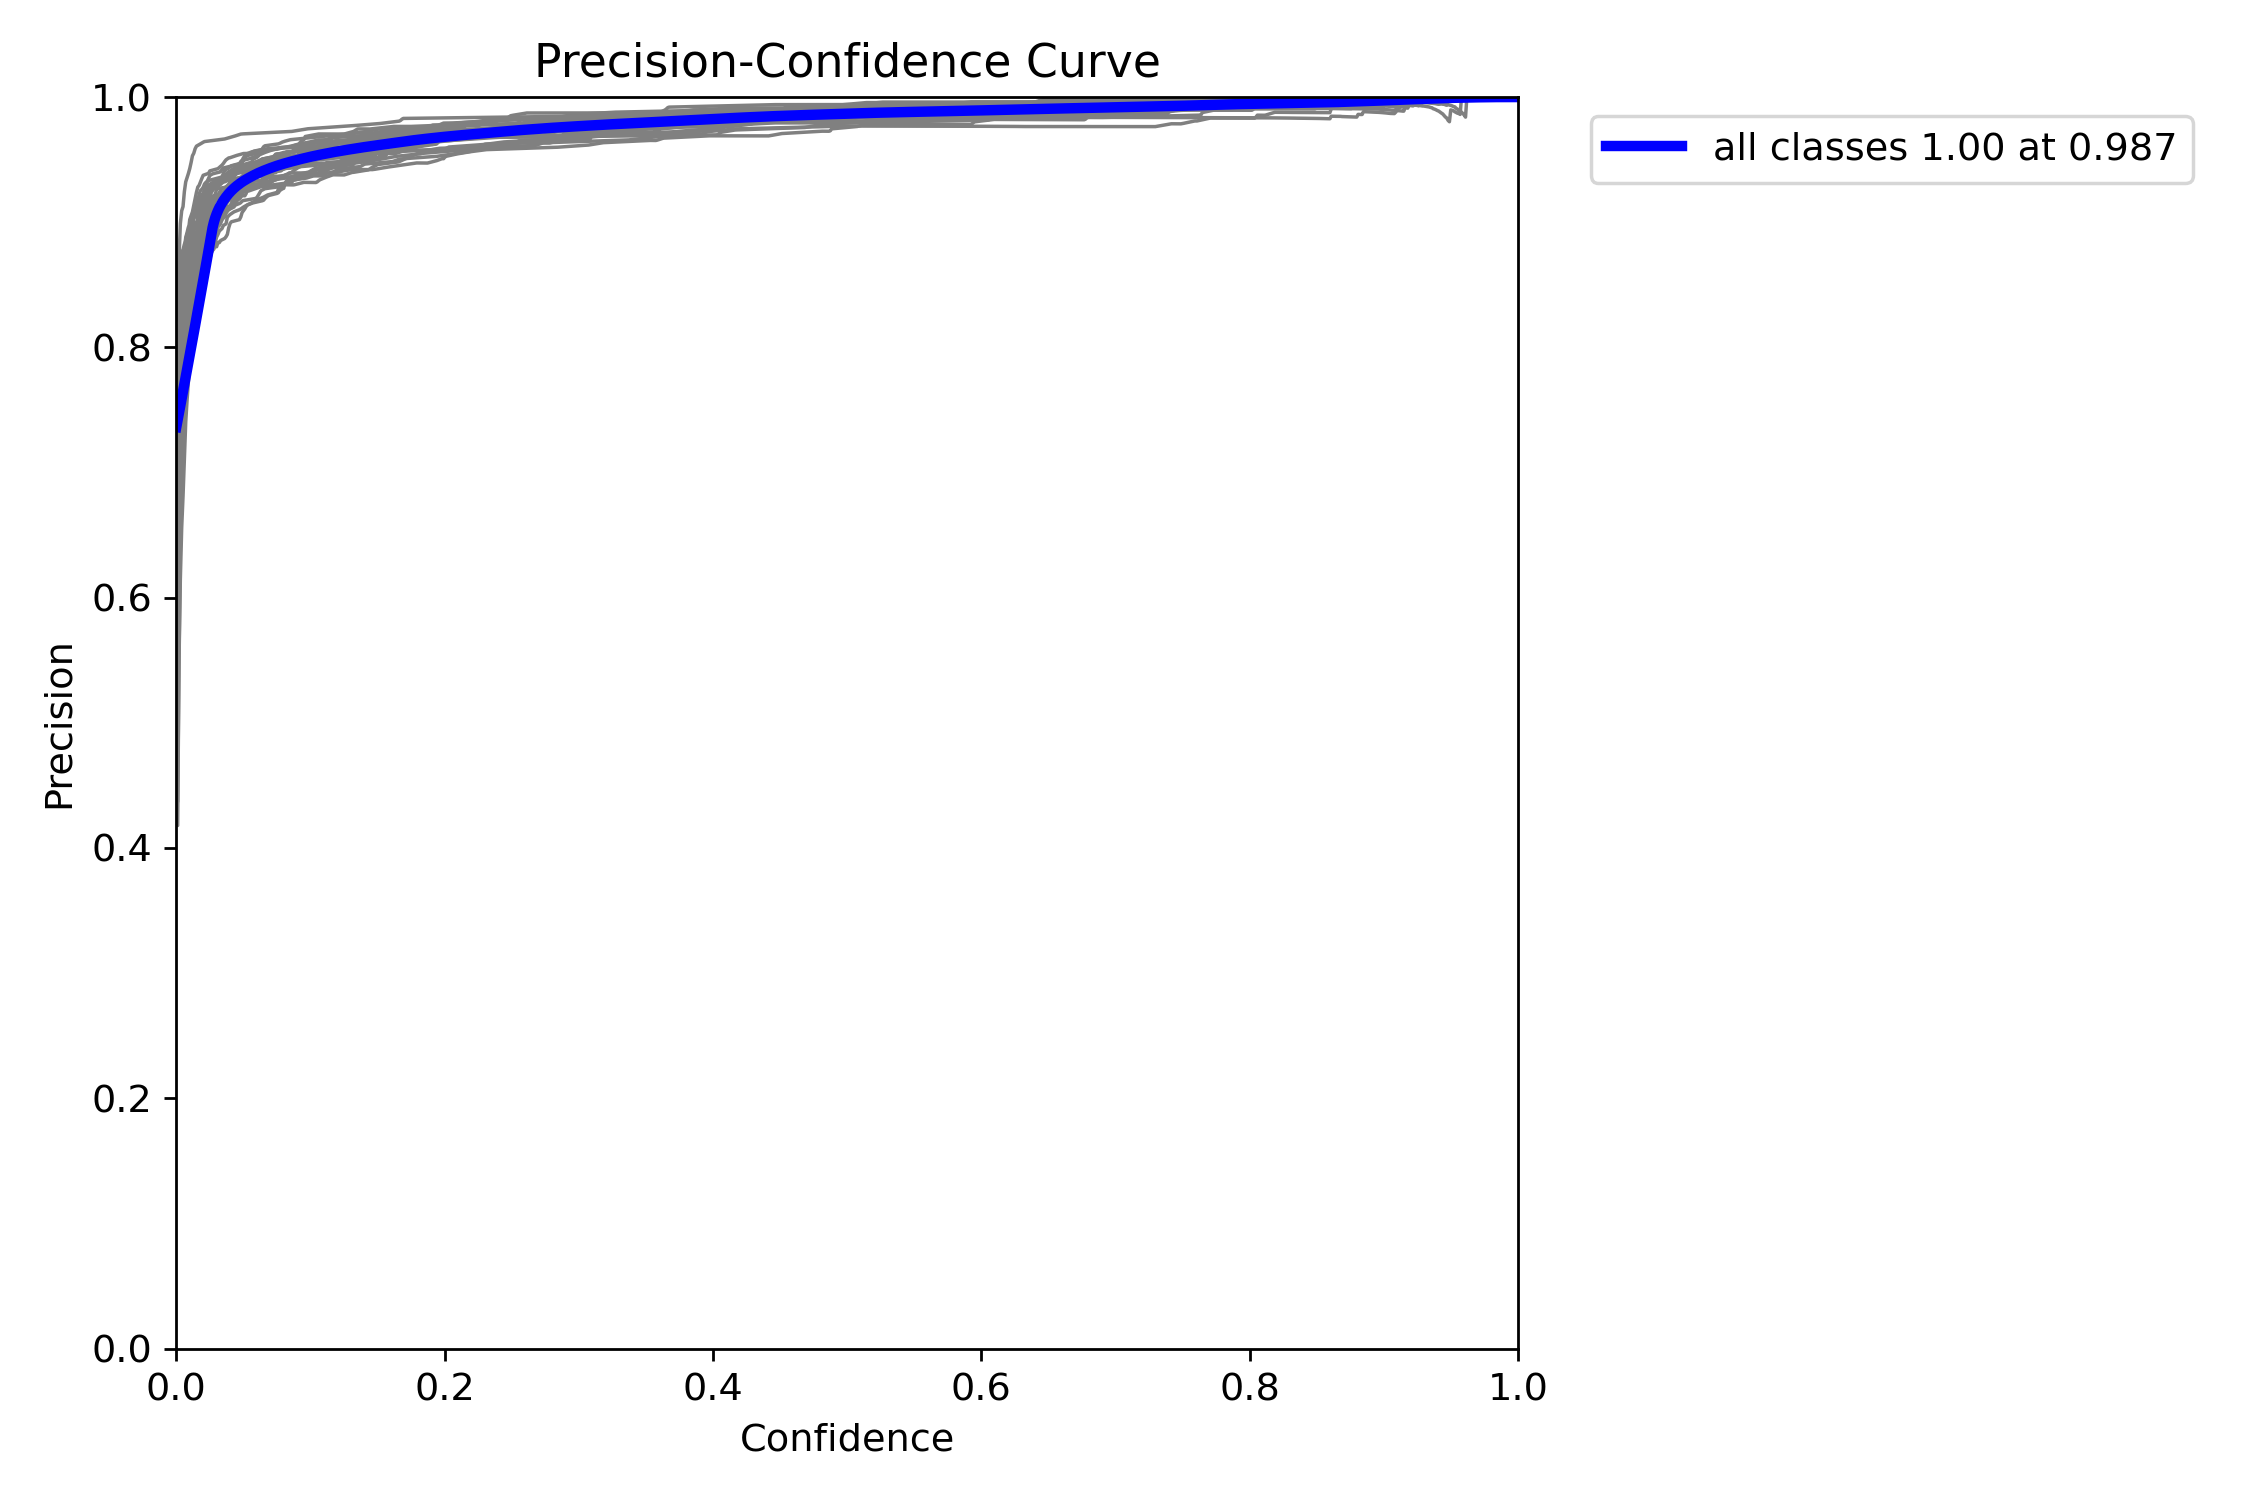 Precision-Confidence Curve
all classes 1.00 at 0.987
1.0
0.8
0.6
0.4
0.2
0.0
Precision
0.0 0.2 0.4 0.6 0.8 1.0
Confidence